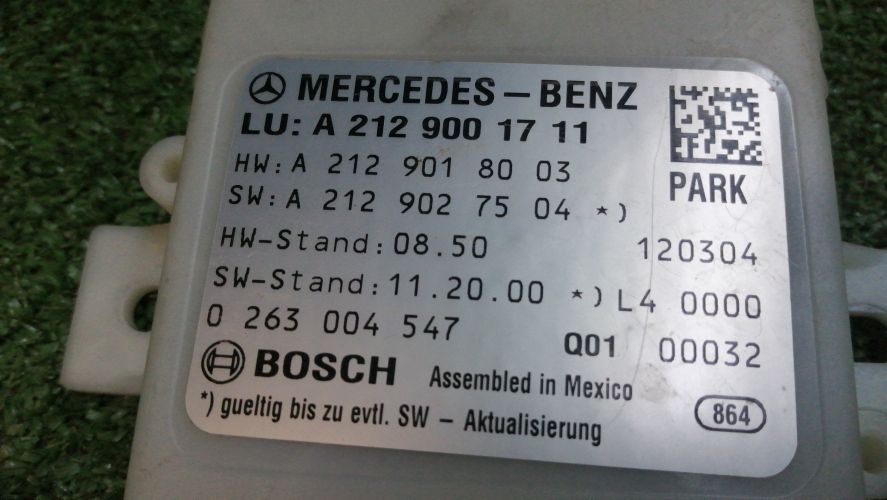 MERCEDES-BENZ
LU: A 212 900 17 11
HW: A 212 901 80 03 PARK
SW: A 212 902 75 04 *)
HW-Stand: 08.50 120304
SW-Stand: 11.20.00 *) L4 0000
0 263 004 547 Q01 00032
BOSCH Assembled in Mexico
*) gueltig bis zu evtl. SW - Aktualisierung 864